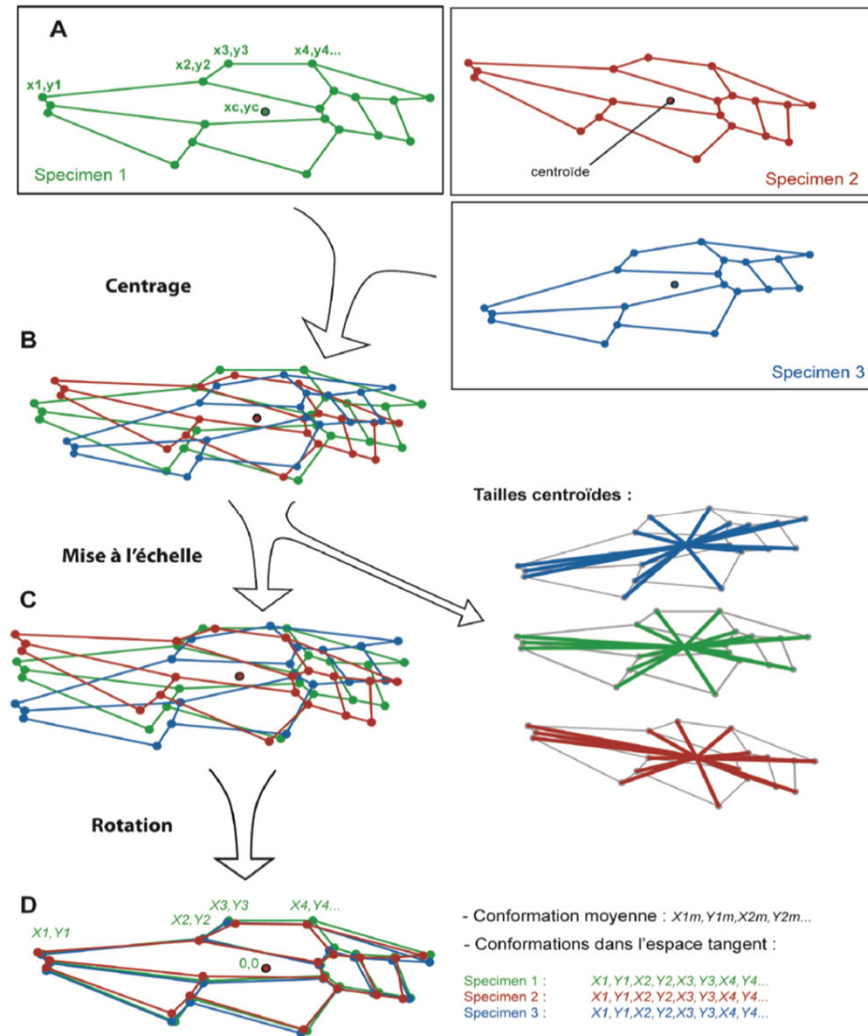 A
x3,y3
x4,y4...
x2,y2
x1,y1
xc,yc
Specimen 1
centroïde
Specimen 2
Specimen 3
Centrage
B
Tailles centroïdes :
Mise à l'échelle
C
Rotation
D
X3,Y3
X4,Y4...
X2,Y2
X1,Y1
0,0
- Conformation moyenne : X1m,Y1m,X2m,Y2m...
- Conformations dans l'espace tangent :
Specimen 1 : X1,Y1,X2,Y2,X3,Y3,X4,Y4...
Specimen 2 : X1,Y1,X2,Y2,X3,Y3,X4,Y4...
Specimen 3 : X1,Y1,X2,Y2,X3,Y3,X4,Y4...